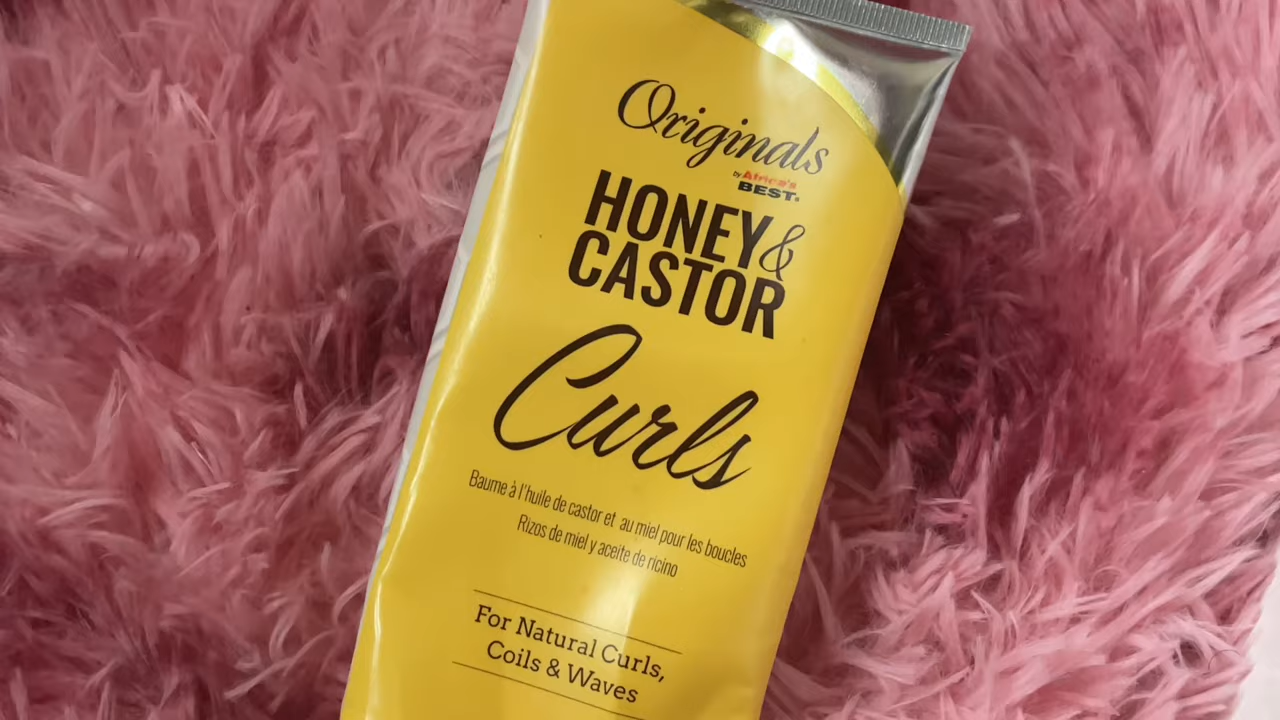 Originals
by Africa's
BEST.
HONEY &
CASTOR
Curls
Baume à l'huile de castor et au miel pour les boucles
Rizos de miel y aceite de ricino
For Natural Curls,
Coils & Waves